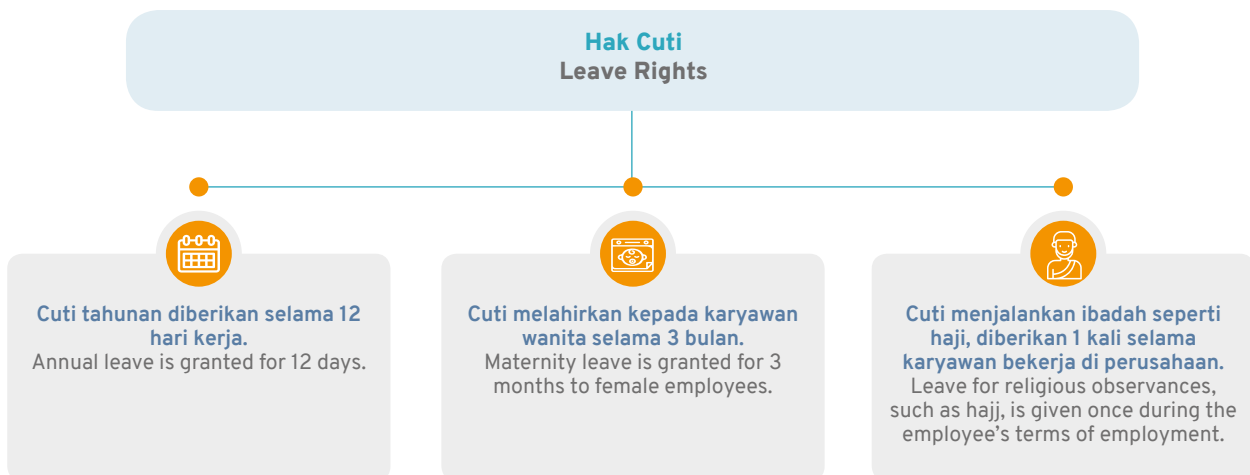 Hak Cuti
Leave Rights
Cuti tahunan diberikan selama 12
hari kerja.
Annual leave is granted for 12 days.
Cuti melahirkan kepada karyawan
wanita selama 3 bulan.
Maternity leave is granted for 3
months to female employees.
Cuti menjalankan ibadah seperti
haji, diberikan 1 kali selama
karyawan bekerja di perusahaan.
Leave for religious observances,
such as hajj, is given once during the
employee’s terms of employment.